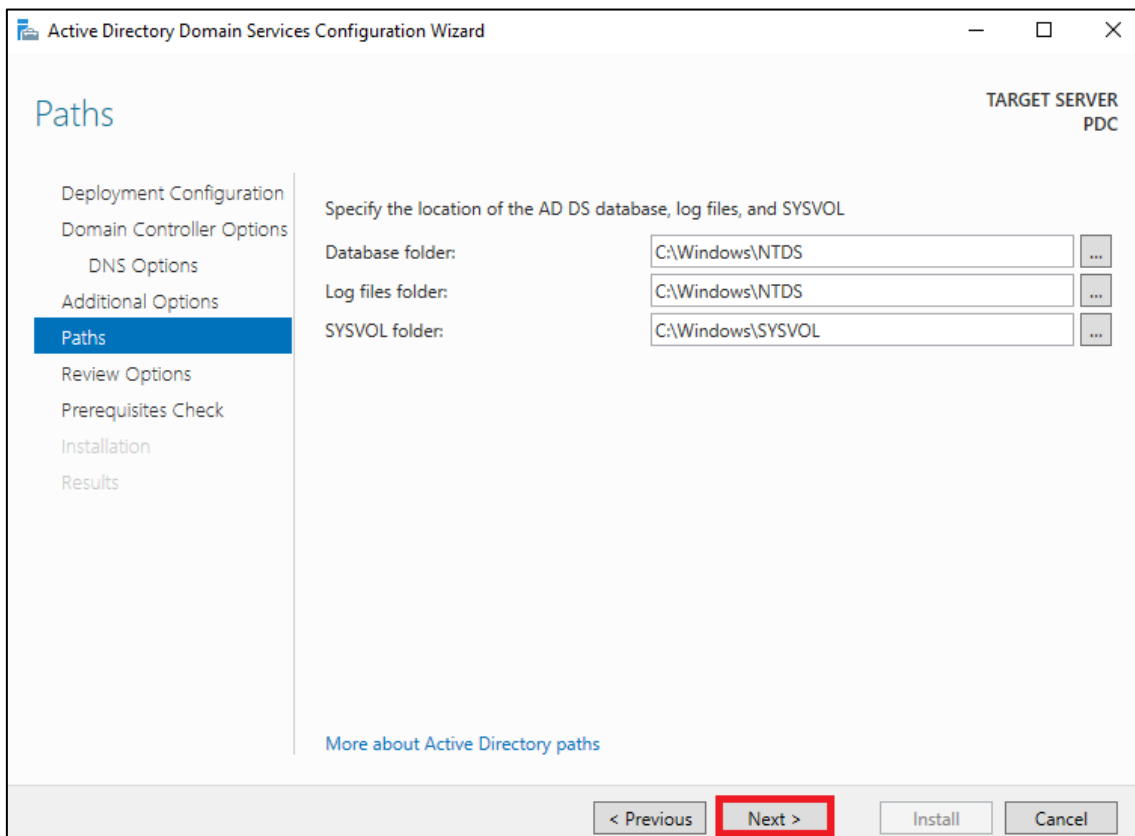 Active Directory Domain Services Configuration Wizard
Paths
TARGET SERVER
PDC
Deployment Configuration
Domain Controller Options
DNS Options
Additional Options
Paths
Review Options
Prerequisites Check
Installation
Results
Specify the location of the AD DS database, log files, and SYSVOL
Database folder: C:\Windows\NTDS ...
Log files folder: C:\Windows\NTDS ...
SYSVOL folder: C:\Windows\SYSVOL ...
More about Active Directory paths
< Previous Next > Install Cancel